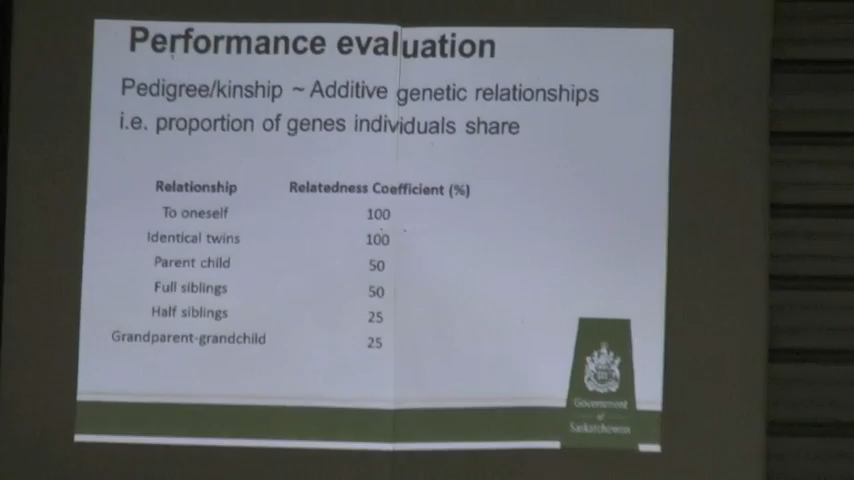 Performance evaluation
Pedigree/kinship ~ Additive genetic relationships
i.e. proportion of genes individuals share
Relationship Relatedness Coefficient (%)
To oneself 100
Identical twins 100
Parent child 50
Full siblings 50
Half siblings 25
Grandparent-grandchild 25
Government
of
Saskatchewan